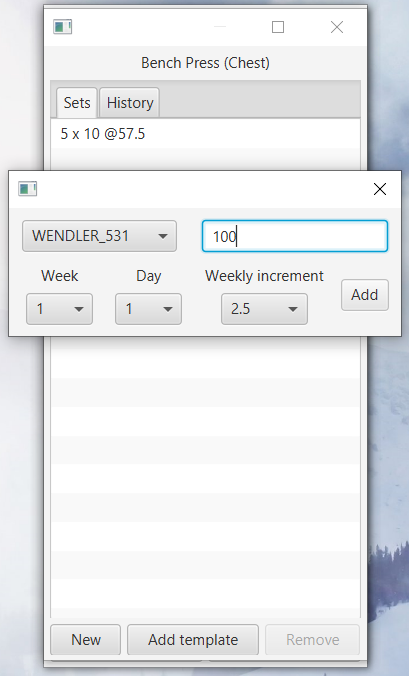 Bench Press (Chest)
Sets History
5 x 10 @57.5
WENDLER_531 100
Week Day Weekly increment
1 1 2.5 Add
New Add template Remove